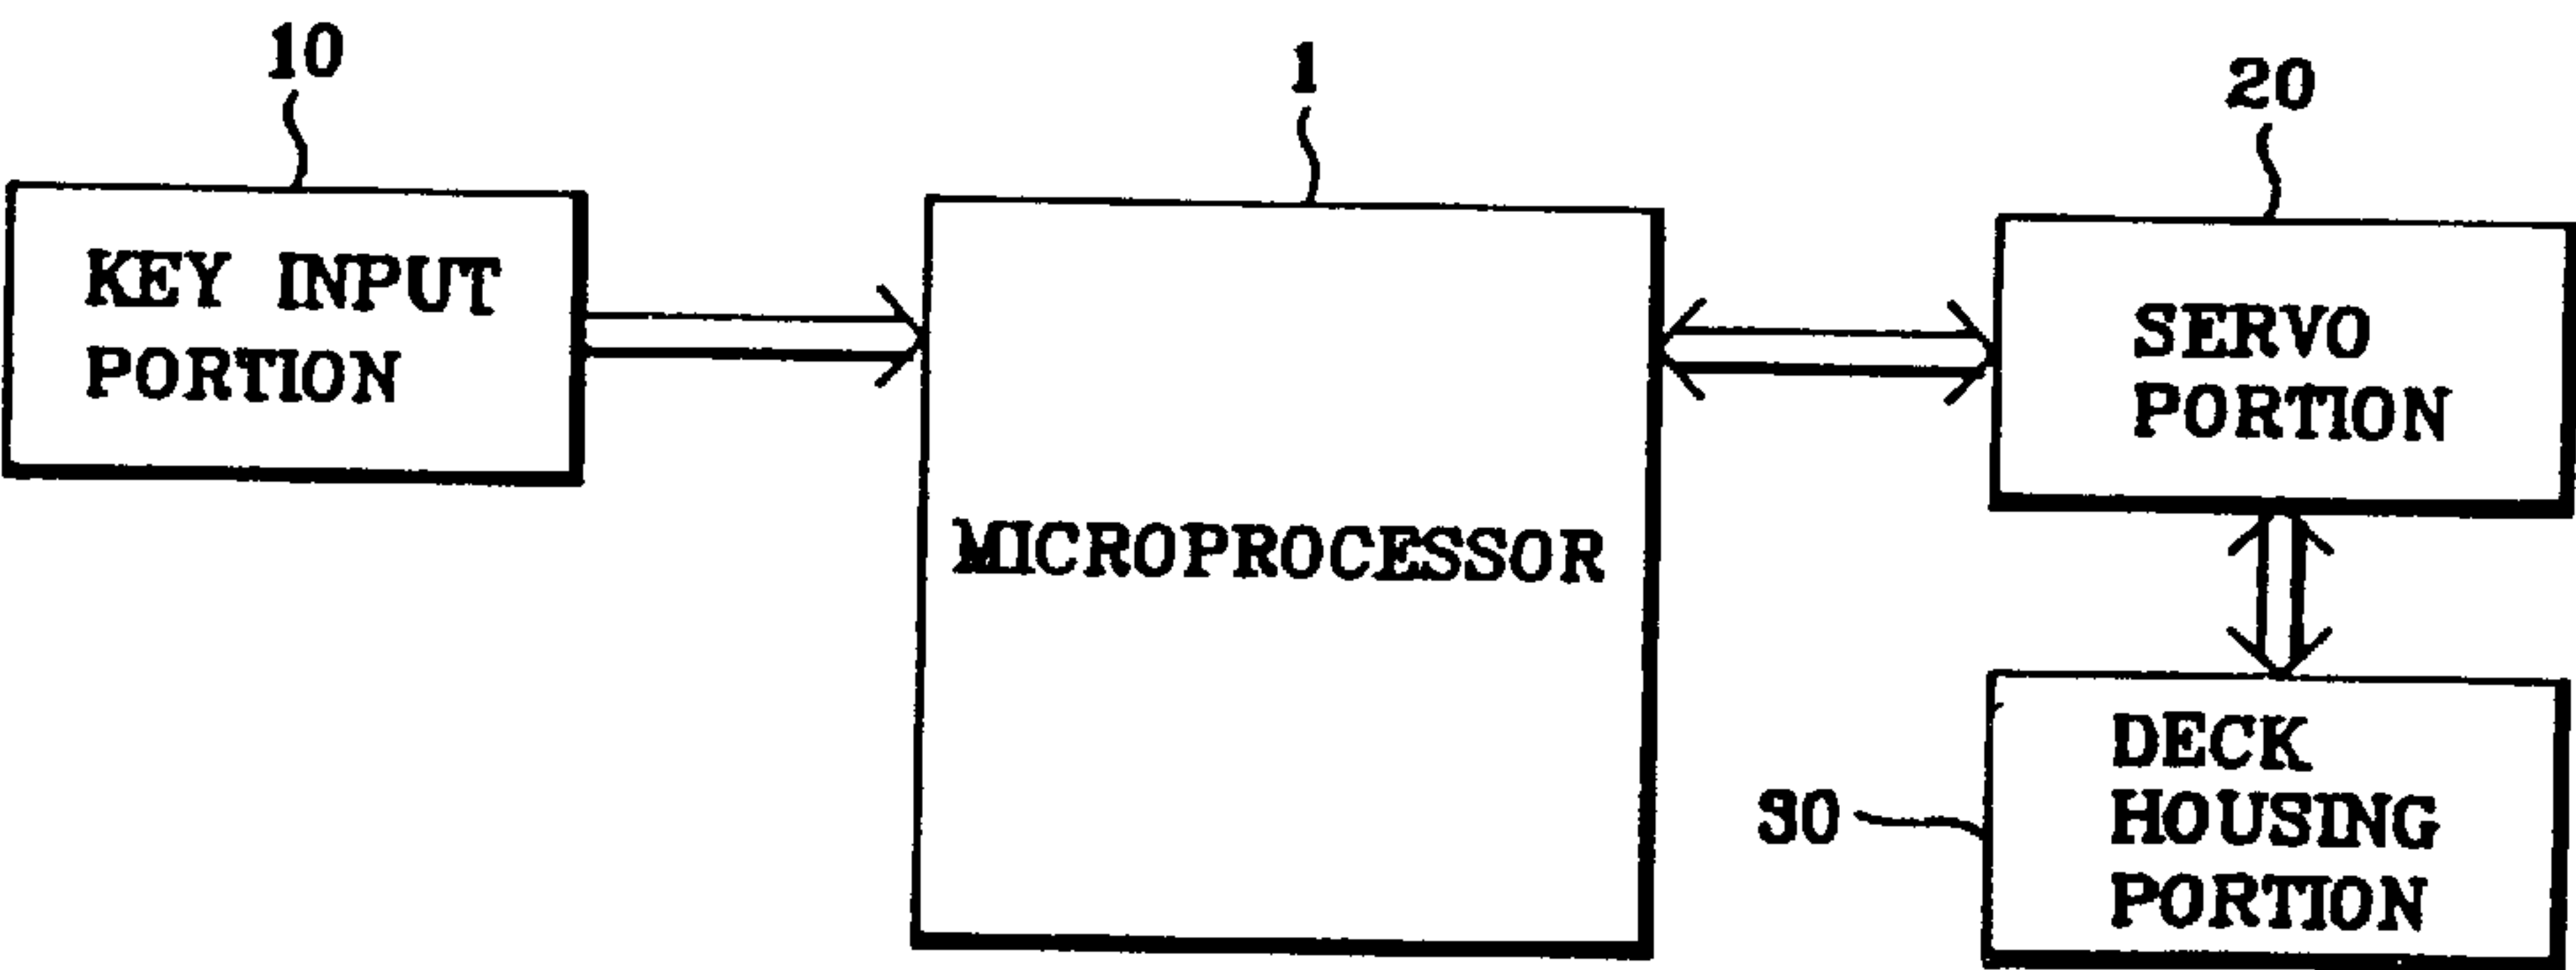 10
1
20
KEY INPUT
PORTION
MICROPROCESSOR
SERVO
PORTION
30
DECK
HOUSING
PORTION